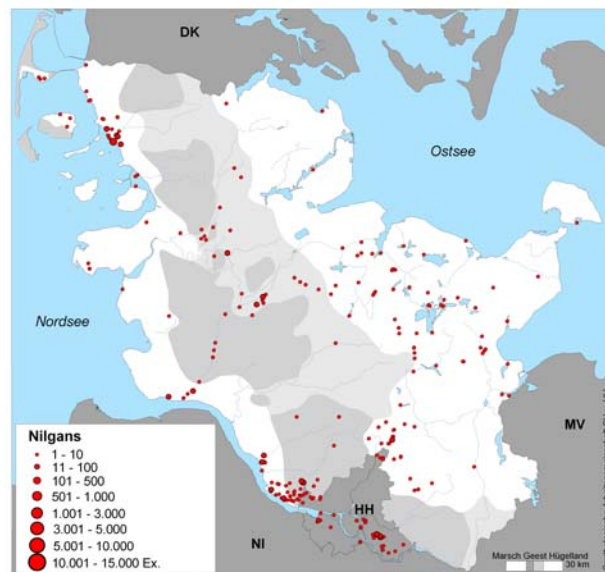 DK
Ostsee
Nordsee
MV
HH
NI
Nilgans
1 - 10
11 - 100
101 - 500
501 - 1.000
1.001 - 3.000
3.001 - 5.000
5.001 - 10.000
10.001 - 15.000 Ex.
Marsch Geest Hügelland
30 km